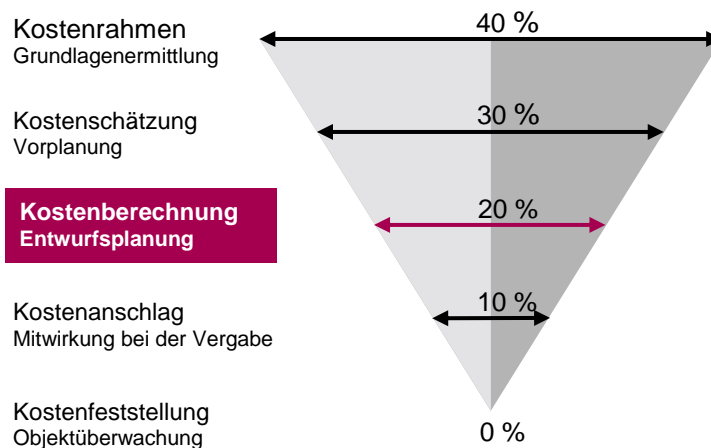 Kostenrahmen
Grundlagenermittlung
40 %
Kostenschätzung
Vorplanung
30 %
Kostenberechnung
Entwurfsplanung
20 %
Kostenanschlag
Mitwirkung bei der Vergabe
10 %
Kostenfeststellung
Objektüberwachung
0 %